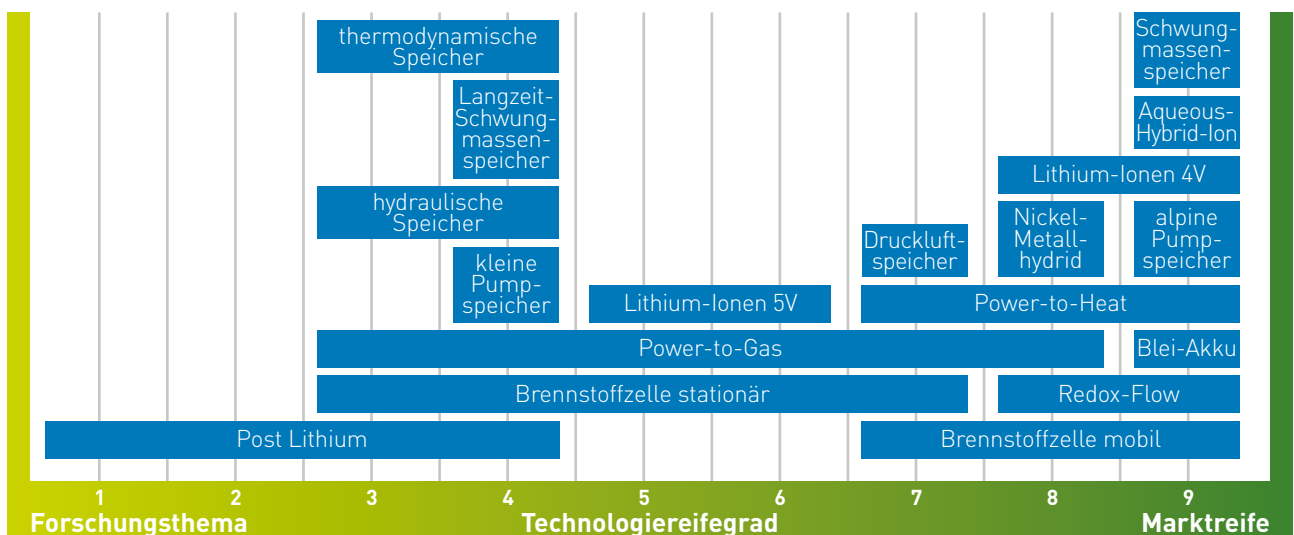 thermodynamische
Speicher
Schwung-
massen-
speicher
Langzeit-
Schwung-
massen-
speicher
Aqueous-
Hybrid-Ion
Lithium-Ionen 4V
hydraulische
Speicher
Druckluft-
speicher
Nickel-
Metall-
hydrid
alpine
Pump-
speicher
kleine
Pump-
speicher
Lithium-Ionen 5V
Power-to-Heat
Power-to-Gas
Blei-Akku
Brennstoffzelle stationär
Redox-Flow
Post Lithium
Brennstoffzelle mobil
1 2 3 4 5 6 7 8 9
Forschungsthema Technologiereifegrad Marktreife